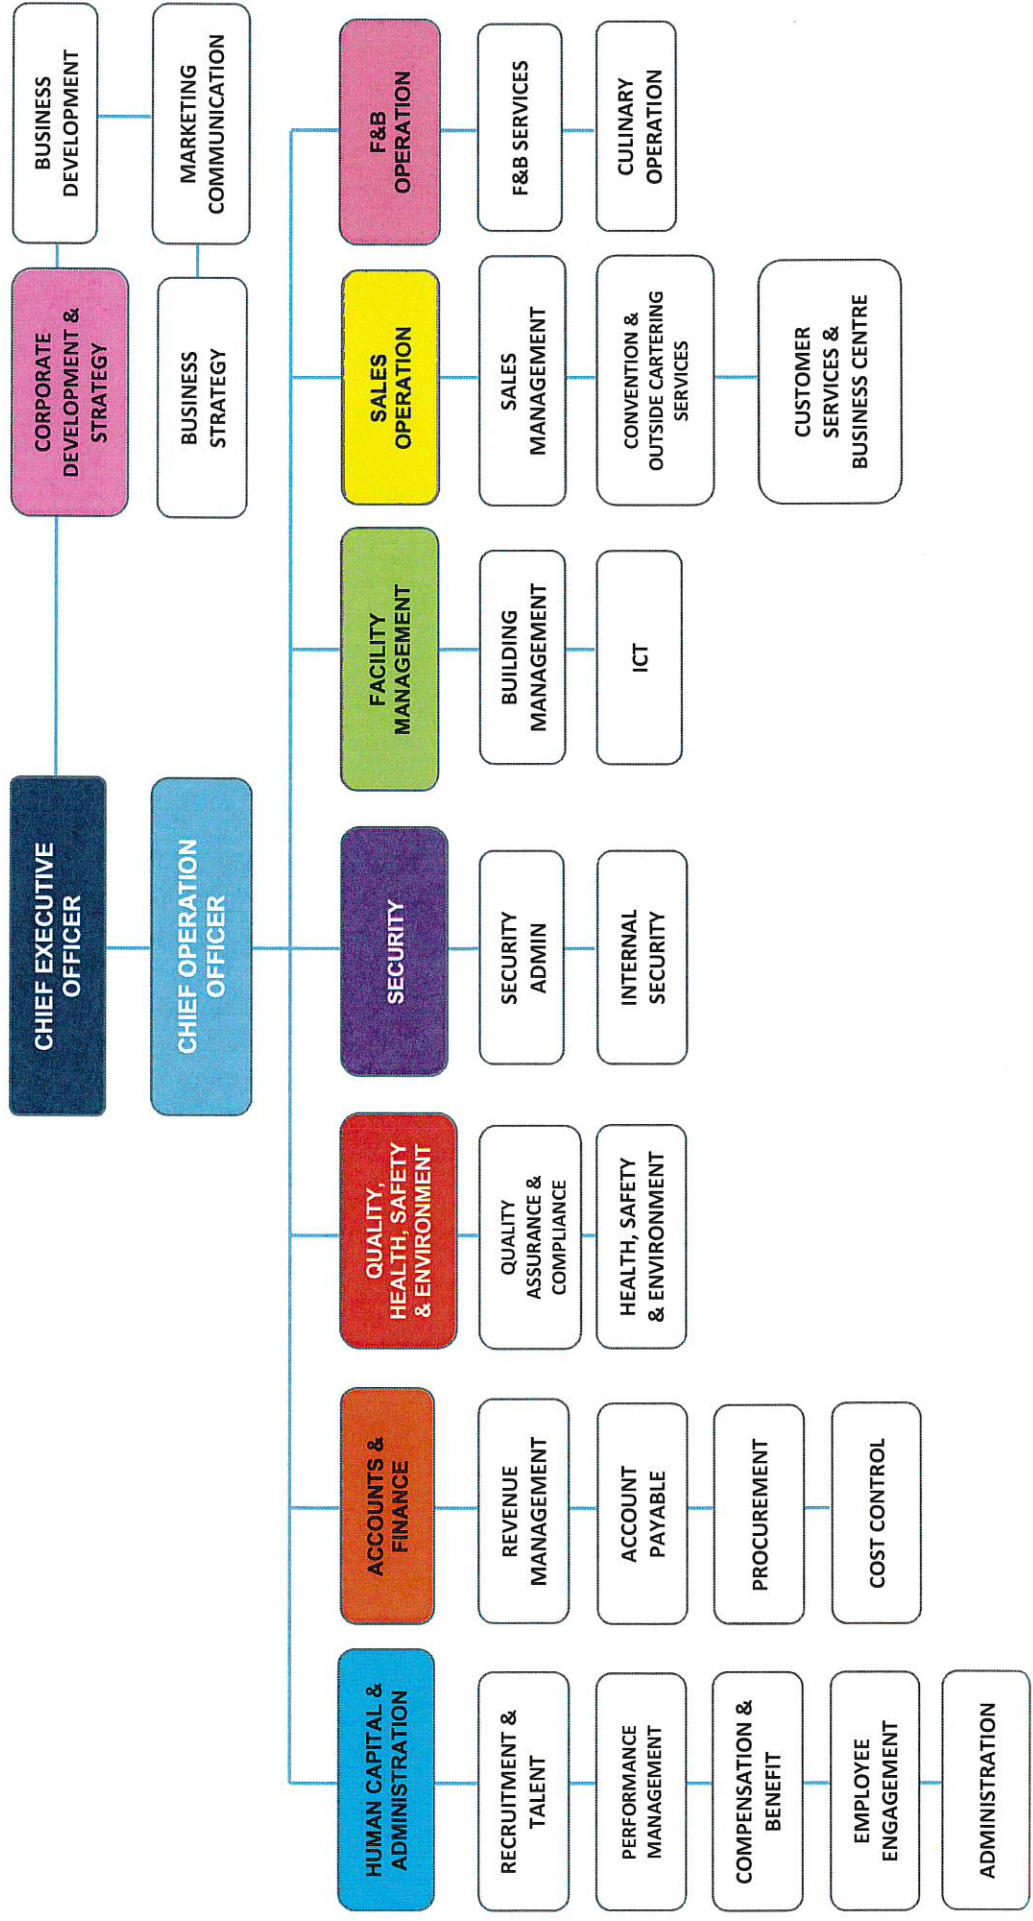 CHIEF EXECUTIVE
OFFICER
CORPORATE
DEVELOPMENT &
STRATEGY
BUSINESS
DEVELOPMENT
CHIEF OPERATION
OFFICER
BUSINESS
STRATEGY
MARKETING
COMMUNICATION
HUMAN CAPITAL &
ADMINISTRATION
RECRUITMENT &
TALENT
PERFORMANCE
MANAGEMENT
COMPENSATION &
BENEFIT
EMPLOYEE
ENGAGEMENT
ADMINISTRATION
ACCOUNTS &
FINANCE
REVENUE
MANAGEMENT
ACCOUNT
PAYABLE
PROCUREMENT
COST CONTROL
QUALITY,
HEALTH, SAFETY
& ENVIRONMENT
QUALITY
ASSURANCE &
COMPLIANCE
HEALTH, SAFETY
& ENVIRONMENT
SECURITY
SECURITY
ADMIN
INTERNAL
SECURITY
FACILITY
MANAGEMENT
BUILDING
MANAGEMENT
ICT
SALES
OPERATION
SALES
MANAGEMENT
CONVENTION &
OUTSIDE CARTERING
SERVICES
CUSTOMER
SERVICES &
BUSINESS CENTRE
F&B
OPERATION
F&B SERVICES
CULINARY
OPERATION